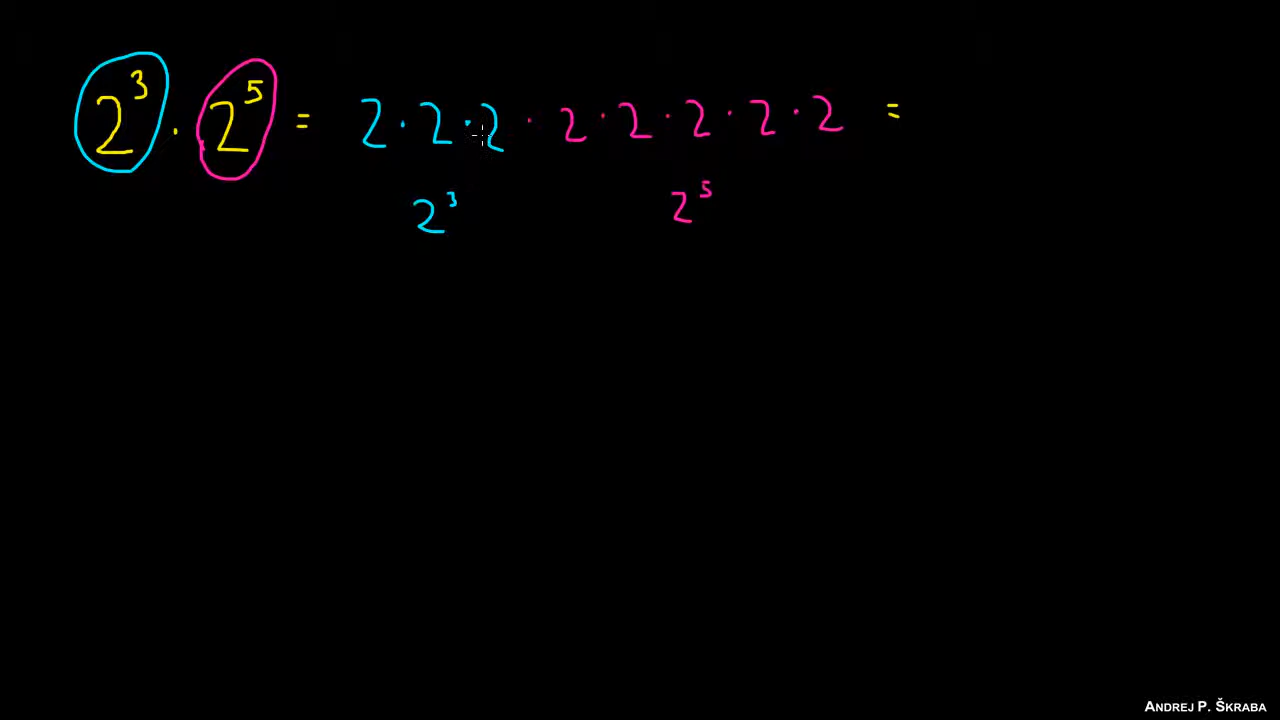 2³ · 2⁵ = 2 · 2 · 2 · 2 · 2 · 2 · 2 · 2 =
2³ 2⁵
ANDREJ P. ŠKRABA